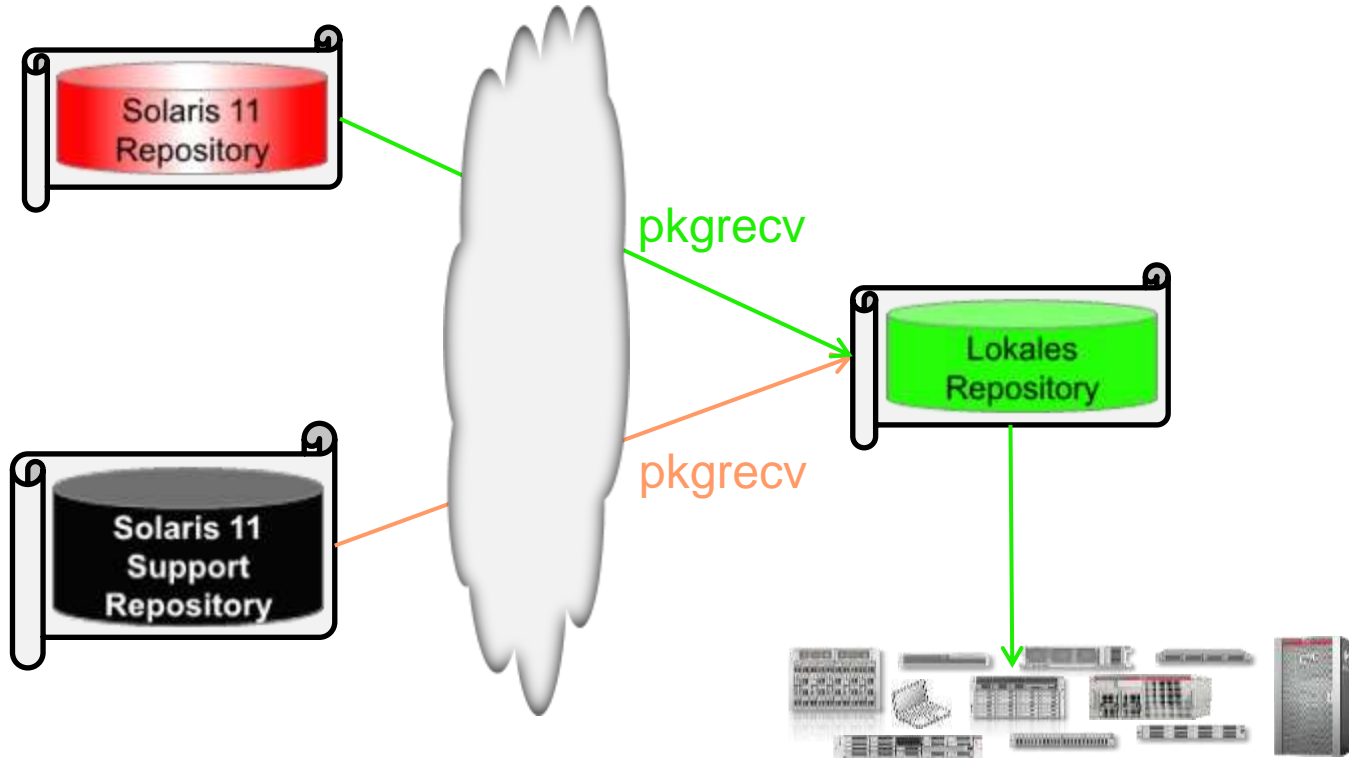 Solaris 11
Repository
pkgrecv
Lokales
Repository
pkgrecv
Solaris 11
Support
Repository